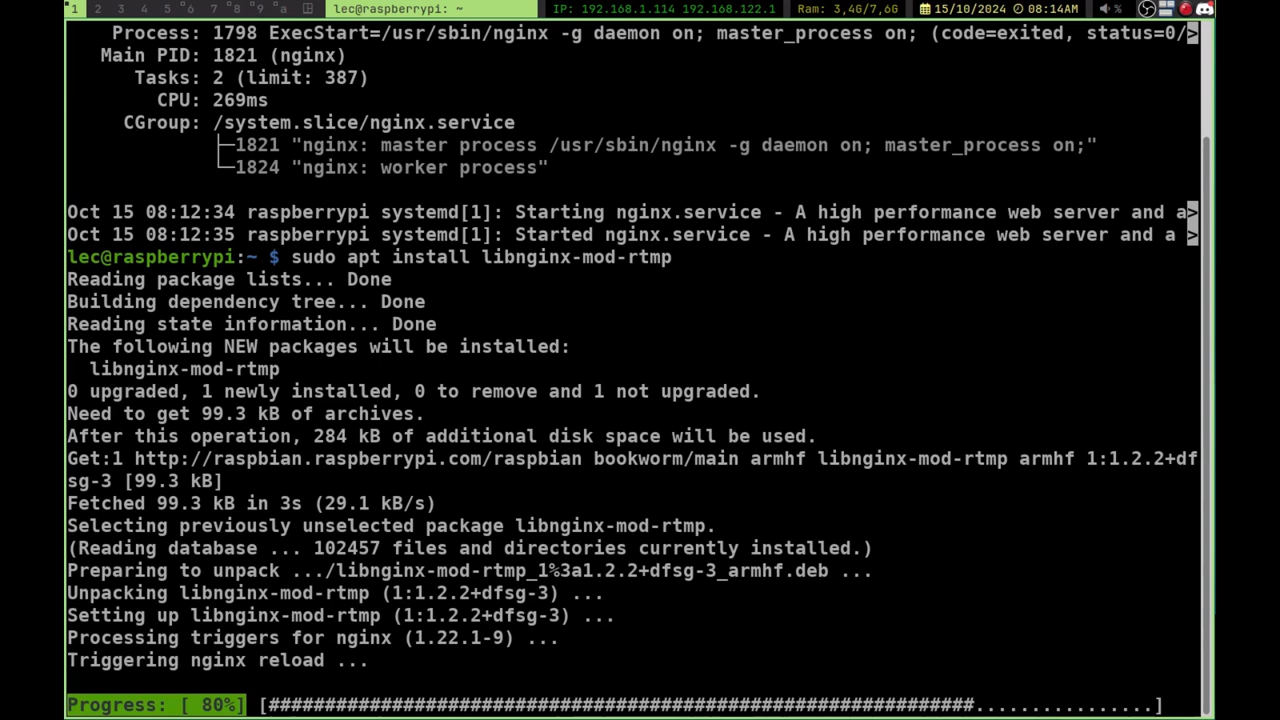 1 2 3 4 5 6 7 8 9 a lec@raspberrypi: ~ IP: 192.168.1.114 192.168.122.1 Ram: 3,4G/7,6G 15/10/2024 08:14AM %
Process: 1798 ExecStart=/usr/sbin/nginx -g daemon on; master_process on; (code=exited, status=0/>
Main PID: 1821 (nginx)
Tasks: 2 (limit: 387)
CPU: 269ms
CGroup: /system.slice/nginx.service
├─1821 "nginx: master process /usr/sbin/nginx -g daemon on; master_process on;"
└─1824 "nginx: worker process"
Oct 15 08:12:34 raspberrypi systemd[1]: Starting nginx.service - A high performance web server and a>
Oct 15 08:12:35 raspberrypi systemd[1]: Started nginx.service - A high performance web server and a >
lec@raspberrypi:~ $ sudo apt install libnginx-mod-rtmp
Reading package lists... Done
Building dependency tree... Done
Reading state information... Done
The following NEW packages will be installed:
libnginx-mod-rtmp
0 upgraded, 1 newly installed, 0 to remove and 1 not upgraded.
Need to get 99.3 kB of archives.
After this operation, 284 kB of additional disk space will be used.
Get:1 http://raspbian.raspberrypi.com/raspbian bookworm/main armhf libnginx-mod-rtmp armhf 1:1.2.2+df
sg-3 [99.3 kB]
Fetched 99.3 kB in 3s (29.1 kB/s)
Selecting previously unselected package libnginx-mod-rtmp.
(Reading database ... 102457 files and directories currently installed.)
Preparing to unpack .../libnginx-mod-rtmp_1%3a1.2.2+dfsg-3_armhf.deb ...
Unpacking libnginx-mod-rtmp (1:1.2.2+dfsg-3) ...
Setting up libnginx-mod-rtmp (1:1.2.2+dfsg-3) ...
Processing triggers for nginx (1.22.1-9) ...
Triggering nginx reload ...
Progress: [ 80%] [###############################################################................]